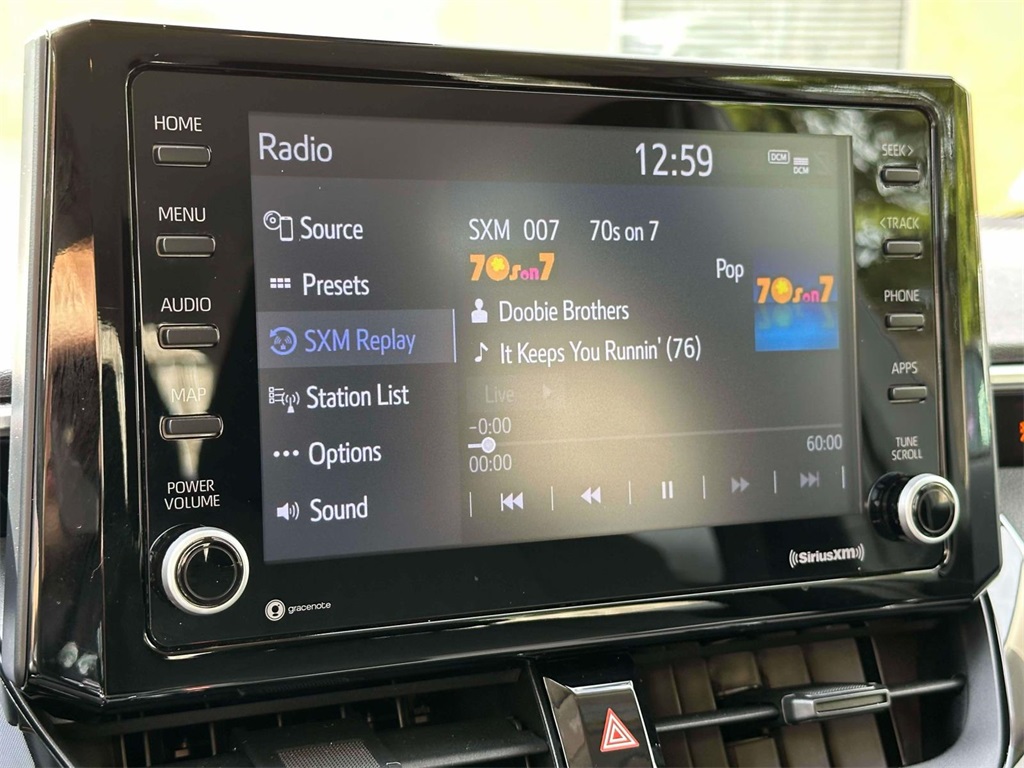 HOME
MENU
AUDIO
MAP
POWER
VOLUME
Radio
12:59
DCM
DCM
Source
Presets
SXM Replay
Station List
Options
Sound
SXM 007 70s on 7
70s on 7
Pop
70s on 7
Doobie Brothers
It Keeps You Runnin' (76)
Live
-0:00
00:00
60:00
SEEK>
<TRACK
PHONE
APPS
TUNE
SCROLL
gracenote
((SiriusXM))